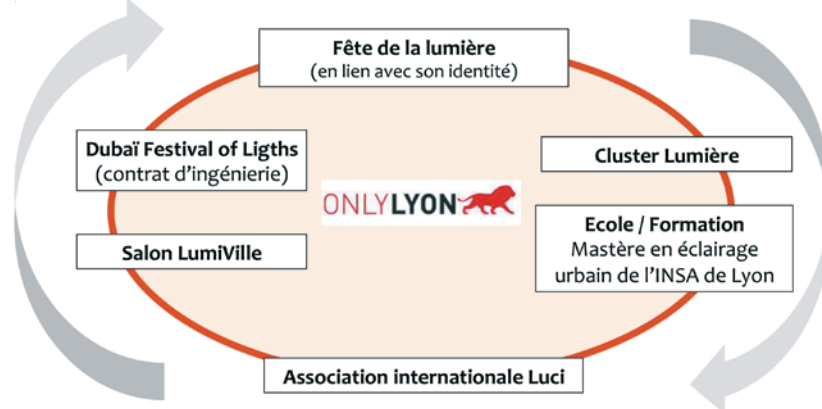 Fête de la lumière
(en lien avec son identité)
Dubaï Festival of Ligths
(contrat d'ingénierie)
Cluster Lumière
ONLYLYON
Ecole / Formation
Mastère en éclairage
urbain de l'INSA de Lyon
Salon LumiVille
Association internationale Luci